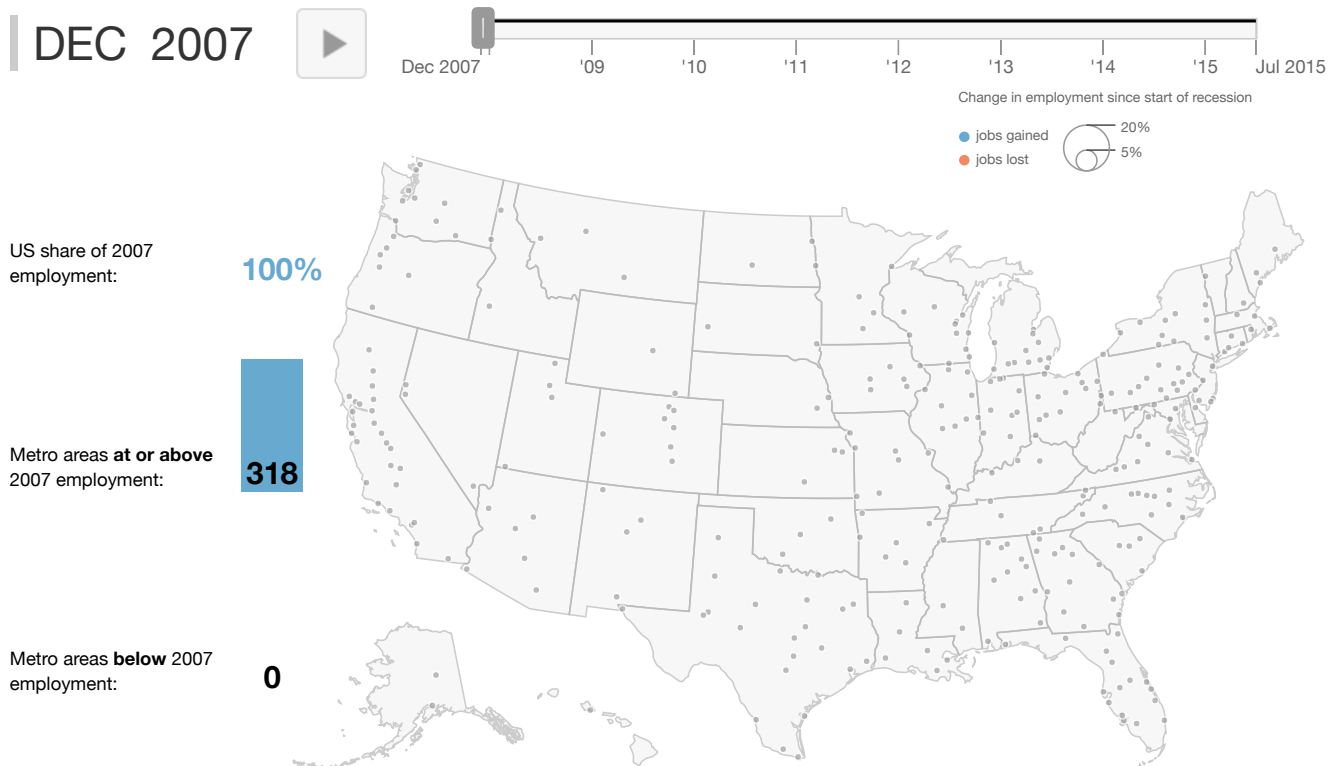 DEC 2007
Dec 2007
'09
'10
'11
'12
'13
'14
'15
Jul 2015
Change in employment since start of recession
jobs gained
jobs lost
20%
5%
US share of 2007
employment:
100%
Metro areas at or above
2007 employment:
318
Metro areas below 2007
employment:
0